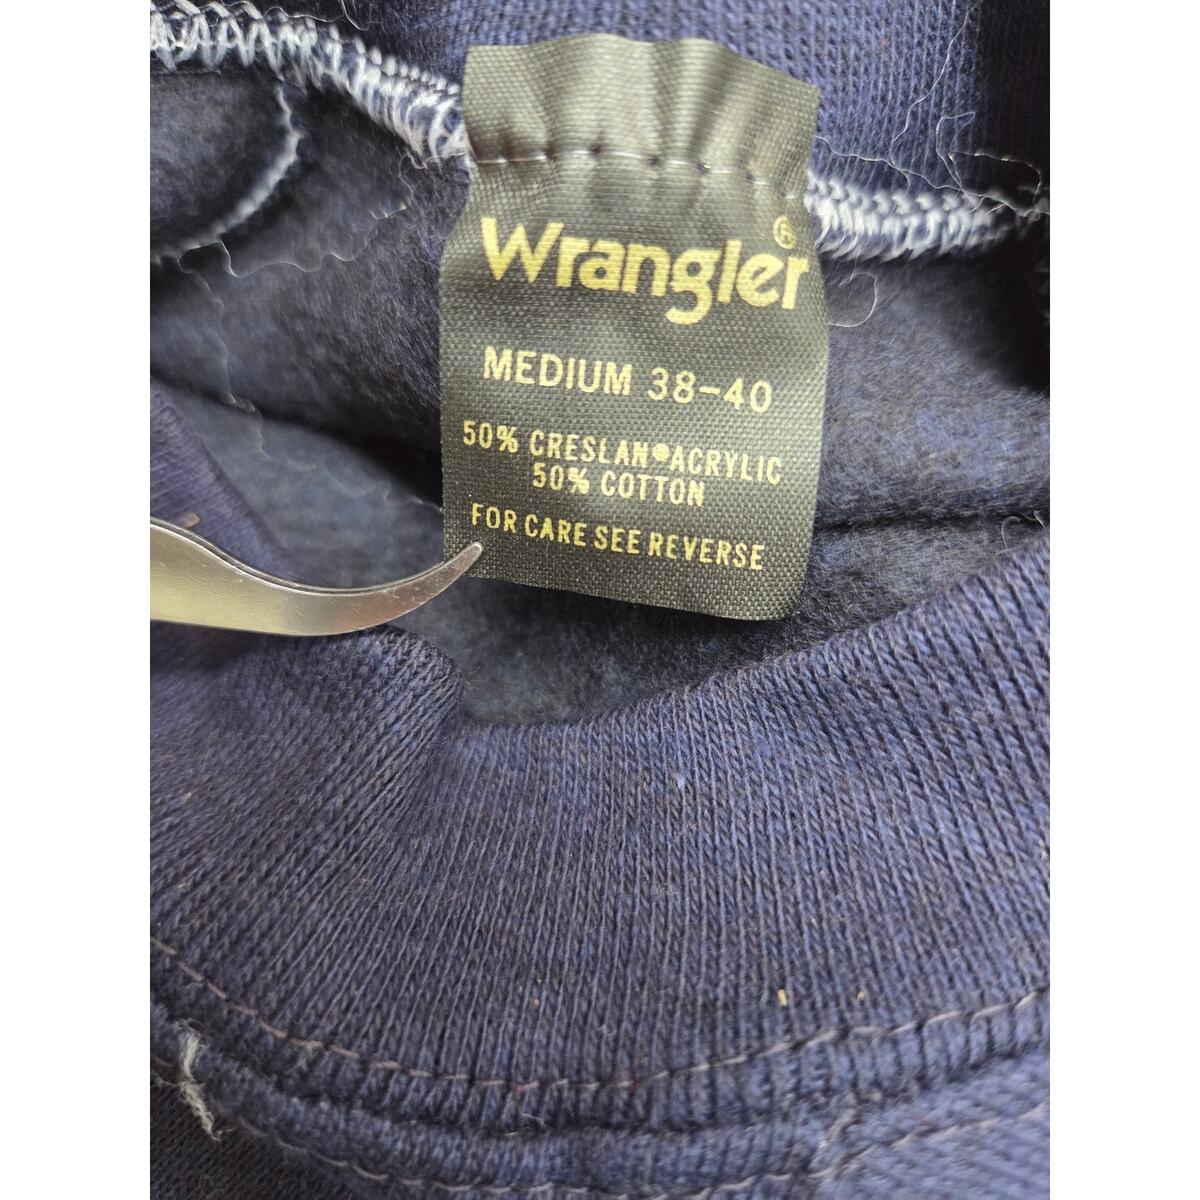 Wrangler®
MEDIUM 38-40
50% CRESLAN®ACRYLIC
50% COTTON
FOR CARE SEE REVERSE